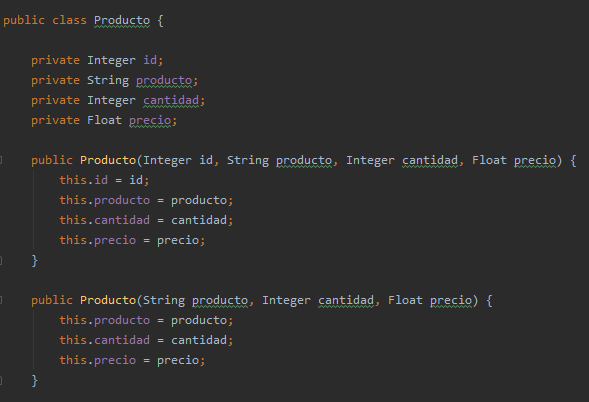 public class Producto {
private Integer id;
private String producto;
private Integer cantidad;
private Float precio;
public Producto(Integer id, String producto, Integer cantidad, Float precio) {
this.id = id;
this.producto = producto;
this.cantidad = cantidad;
this.precio = precio;
}
public Producto(String producto, Integer cantidad, Float precio) {
this.producto = producto;
this.cantidad = cantidad;
this.precio = precio;
}